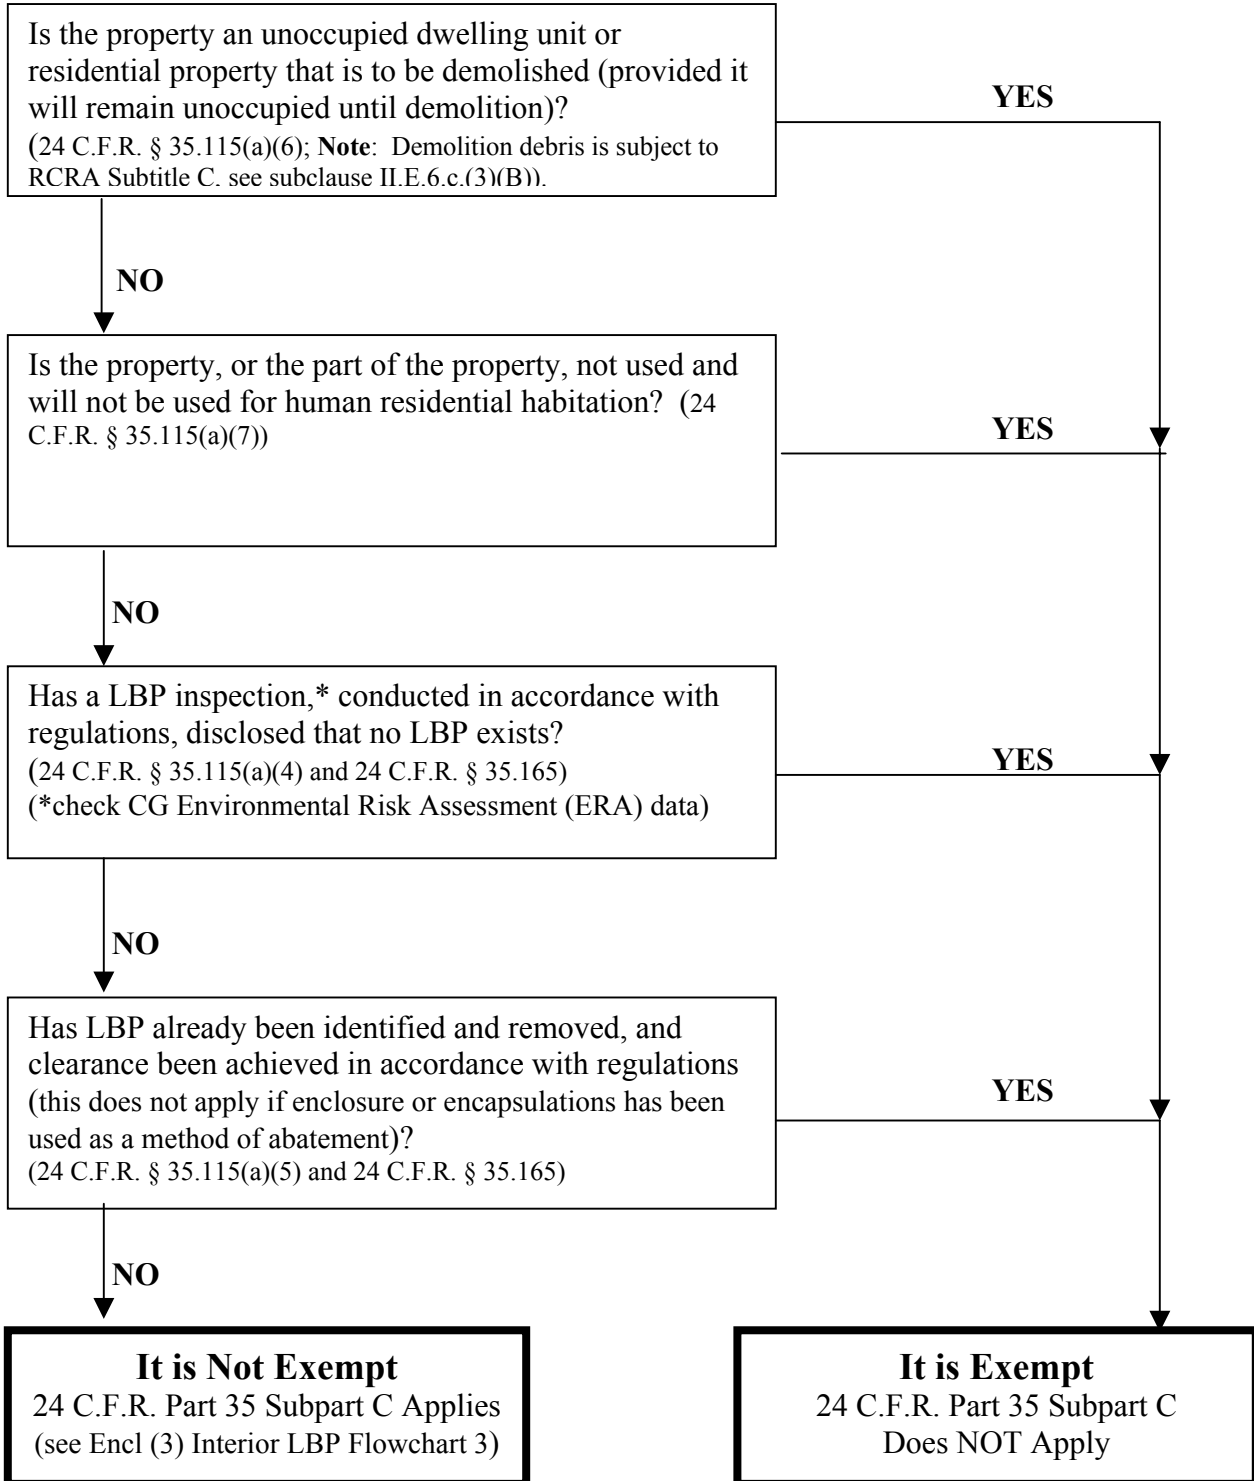 Is the property an unoccupied dwelling unit or
residential property that is to be demolished (provided it
will remain unoccupied until demolition)?
(24 C.F.R. § 35.115(a)(6); Note:  Demolition debris is subject to
RCRA Subtitle C, see subclause II.E.6.c.(3)(B)).
YES
NO
Is the property, or the part of the property, not used and
will not be used for human residential habitation?  (24
C.F.R. § 35.115(a)(7))
YES
NO
Has a LBP inspection,* conducted in accordance with
regulations, disclosed that no LBP exists?
(24 C.F.R. § 35.115(a)(4) and 24 C.F.R. § 35.165)
(*check CG Environmental Risk Assessment (ERA) data)
YES
NO
Has LBP already been identified and removed, and
clearance been achieved in accordance with regulations
(this does not apply if enclosure or encapsulations has been
used as a method of abatement)?
(24 C.F.R. § 35.115(a)(5) and 24 C.F.R. § 35.165)
YES
NO
It is Not Exempt
24 C.F.R. Part 35 Subpart C Applies
(see Encl (3) Interior LBP Flowchart 3)
It is Exempt
24 C.F.R. Part 35 Subpart C
Does NOT Apply